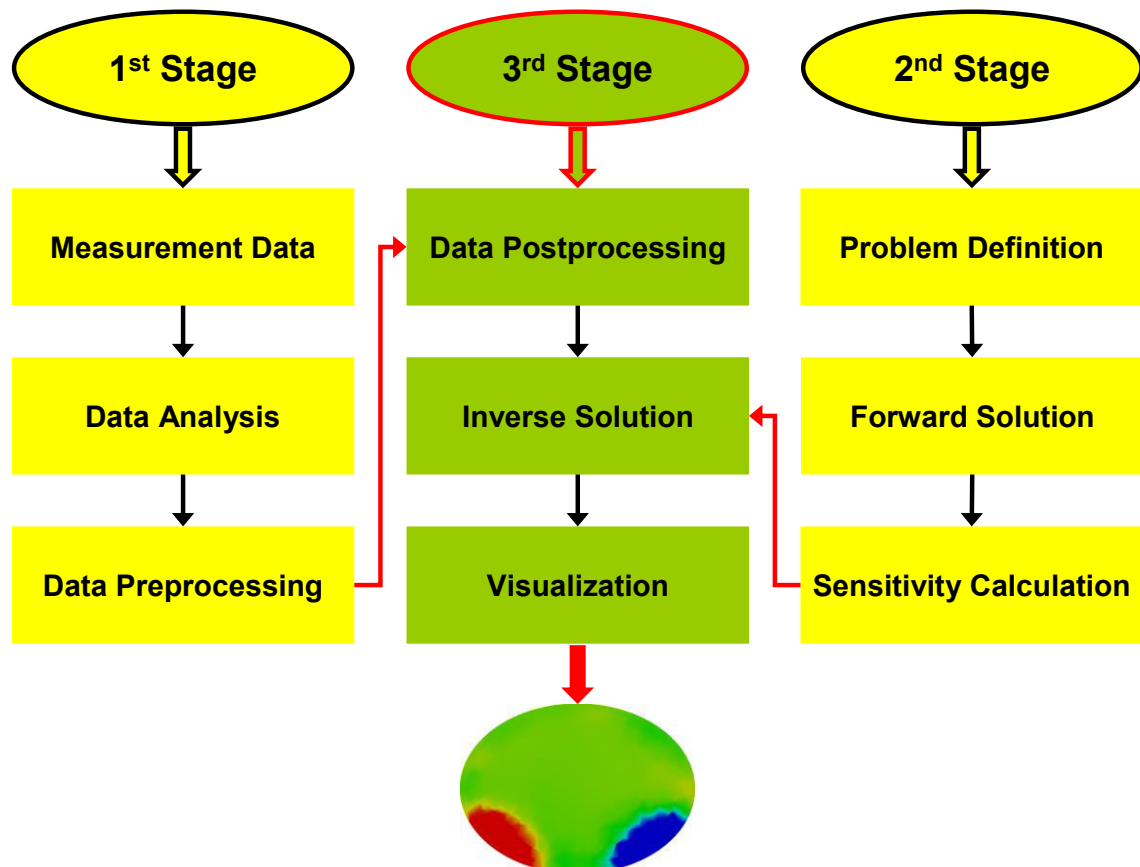 1st Stage
3rd Stage
2nd Stage
Measurement Data
Data Postprocessing
Problem Definition
Data Analysis
Inverse Solution
Forward Solution
Data Preprocessing
Visualization
Sensitivity Calculation